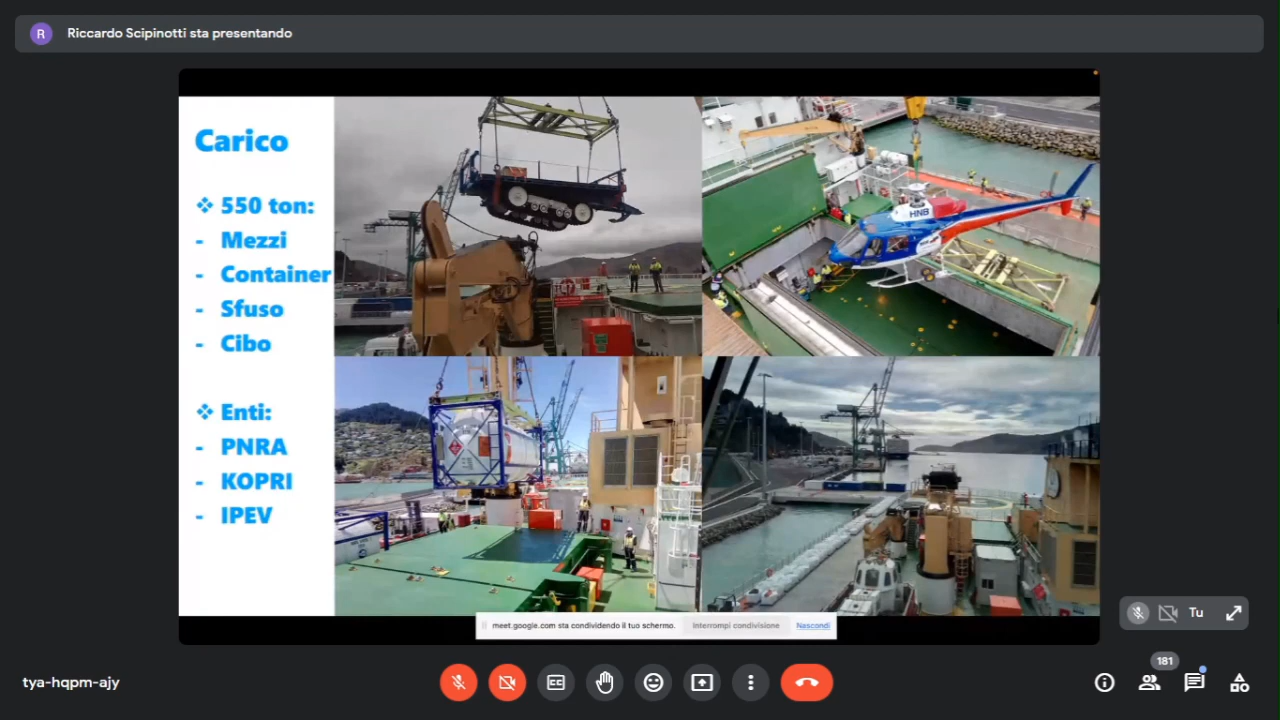 R
Riccardo Scipinotti sta presentando
Carico
❖ 550 ton:
- Mezzi
- Container
- Sfuso
- Cibo
❖ Enti:
- PNRA
- KOPRI
- IPEV
HNB
meet.google.com sta condividendo il tuo schermo.
Interrompi condivisione
Nascondi
Tu
tya-hqpm-ajy
CC
181